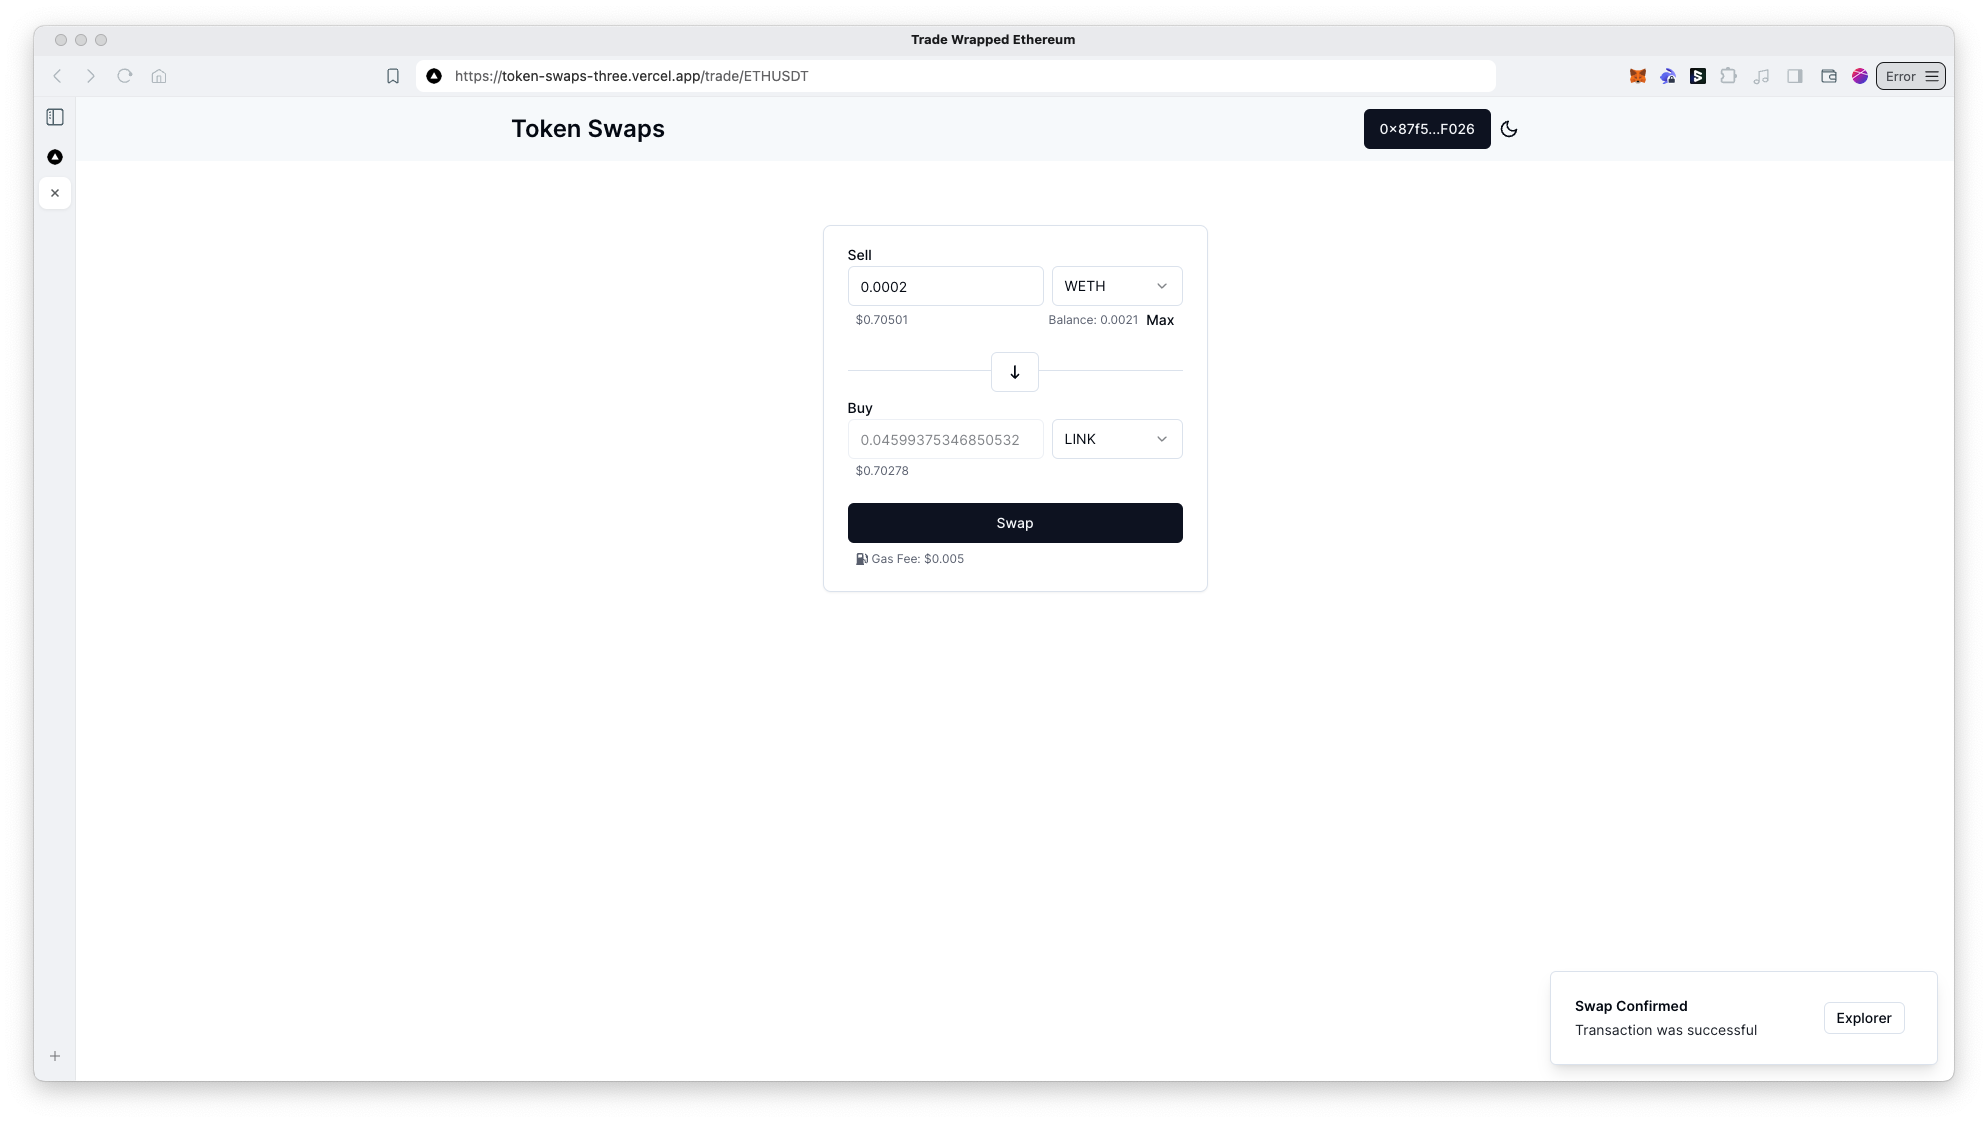 Trade Wrapped Ethereum
https://token-swaps-three.vercel.app/trade/ETHUSDT
Error
Token Swaps
0x87f5...F026
Sell
0.0002
WETH
$0.70501
Balance: 0.0021 Max
Buy
0.04599375346850532
LINK
$0.70278
Swap
Gas Fee: $0.005
Swap Confirmed
Transaction was successful
Explorer